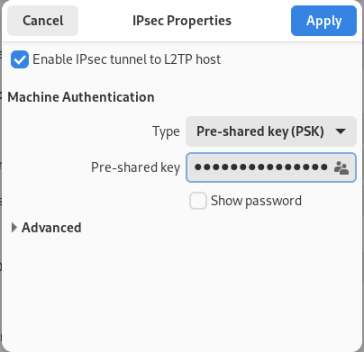 Cancel IPsec Properties Apply
Enable IPsec tunnel to L2TP host
Machine Authentication
Type Pre-shared key (PSK)
Pre-shared key ●●●●●●●●●●●●●●●
Show password
Advanced